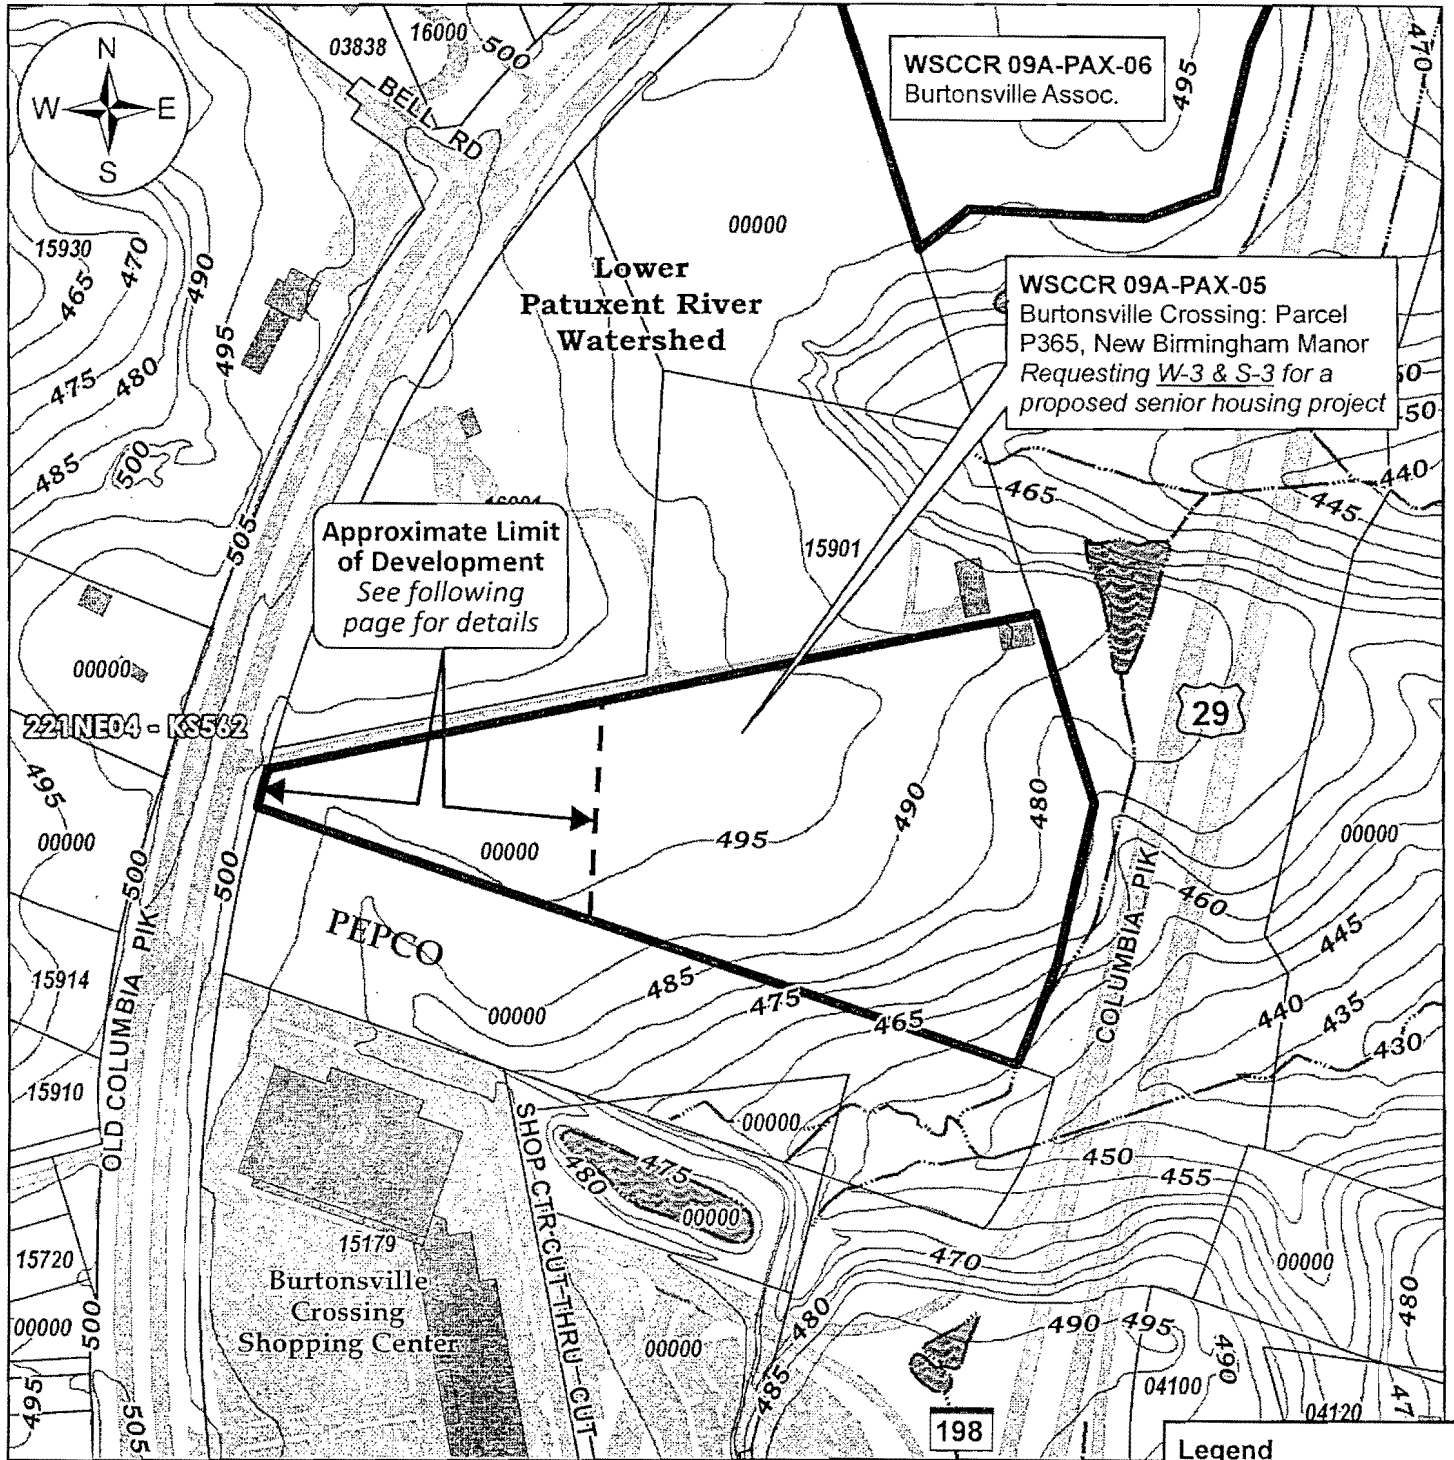 N
W E
S
03838
16000
500
BELL RD
WSCCR 09A-PAX-06
Burtonsville Assoc.
495
470
15930
465
470
490
495
475
480
485
500
505
00000
Lower
Patuxent River
Watershed
WSCCR 09A-PAX-05
Burtonsville Crossing: Parcel
P365, New Birmingham Manor
Requesting W-3 & S-3 for a
proposed senior housing project
50
450
440
465
445
Approximate Limit
of Development
See following
page for details
15901
00000
221NE04 - KS562
29
495
00000
500
500
00000
495
490
480
00000
460
445
440
435
430
PEPCO
485
475
465
00000
15914
15910
OLD COLUMBIA PIK
COLUMBIA PIK
00000
450
455
SHOP CTR CUT THRU-CUT
475
480
00000
15720
00000
500
495
505
15179
Burtonsville
Crossing
Shopping Center
470
480
485
00000
490
495
490
00000
480
04100
04120
47
198
Legend